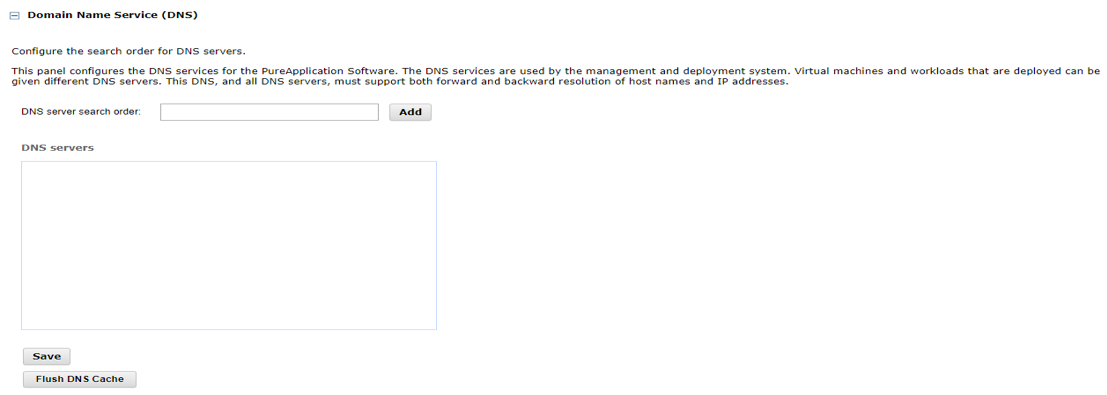 Domain Name Service (DNS)
Configure the search order for DNS servers.
This panel configures the DNS services for the PureApplication Software. The DNS services are used by the management and deployment system. Virtual machines and workloads that are deployed can be
given different DNS servers. This DNS, and all DNS servers, must support both forward and backward resolution of host names and IP addresses.
DNS server search order: Add
DNS servers
Save
Flush DNS Cache